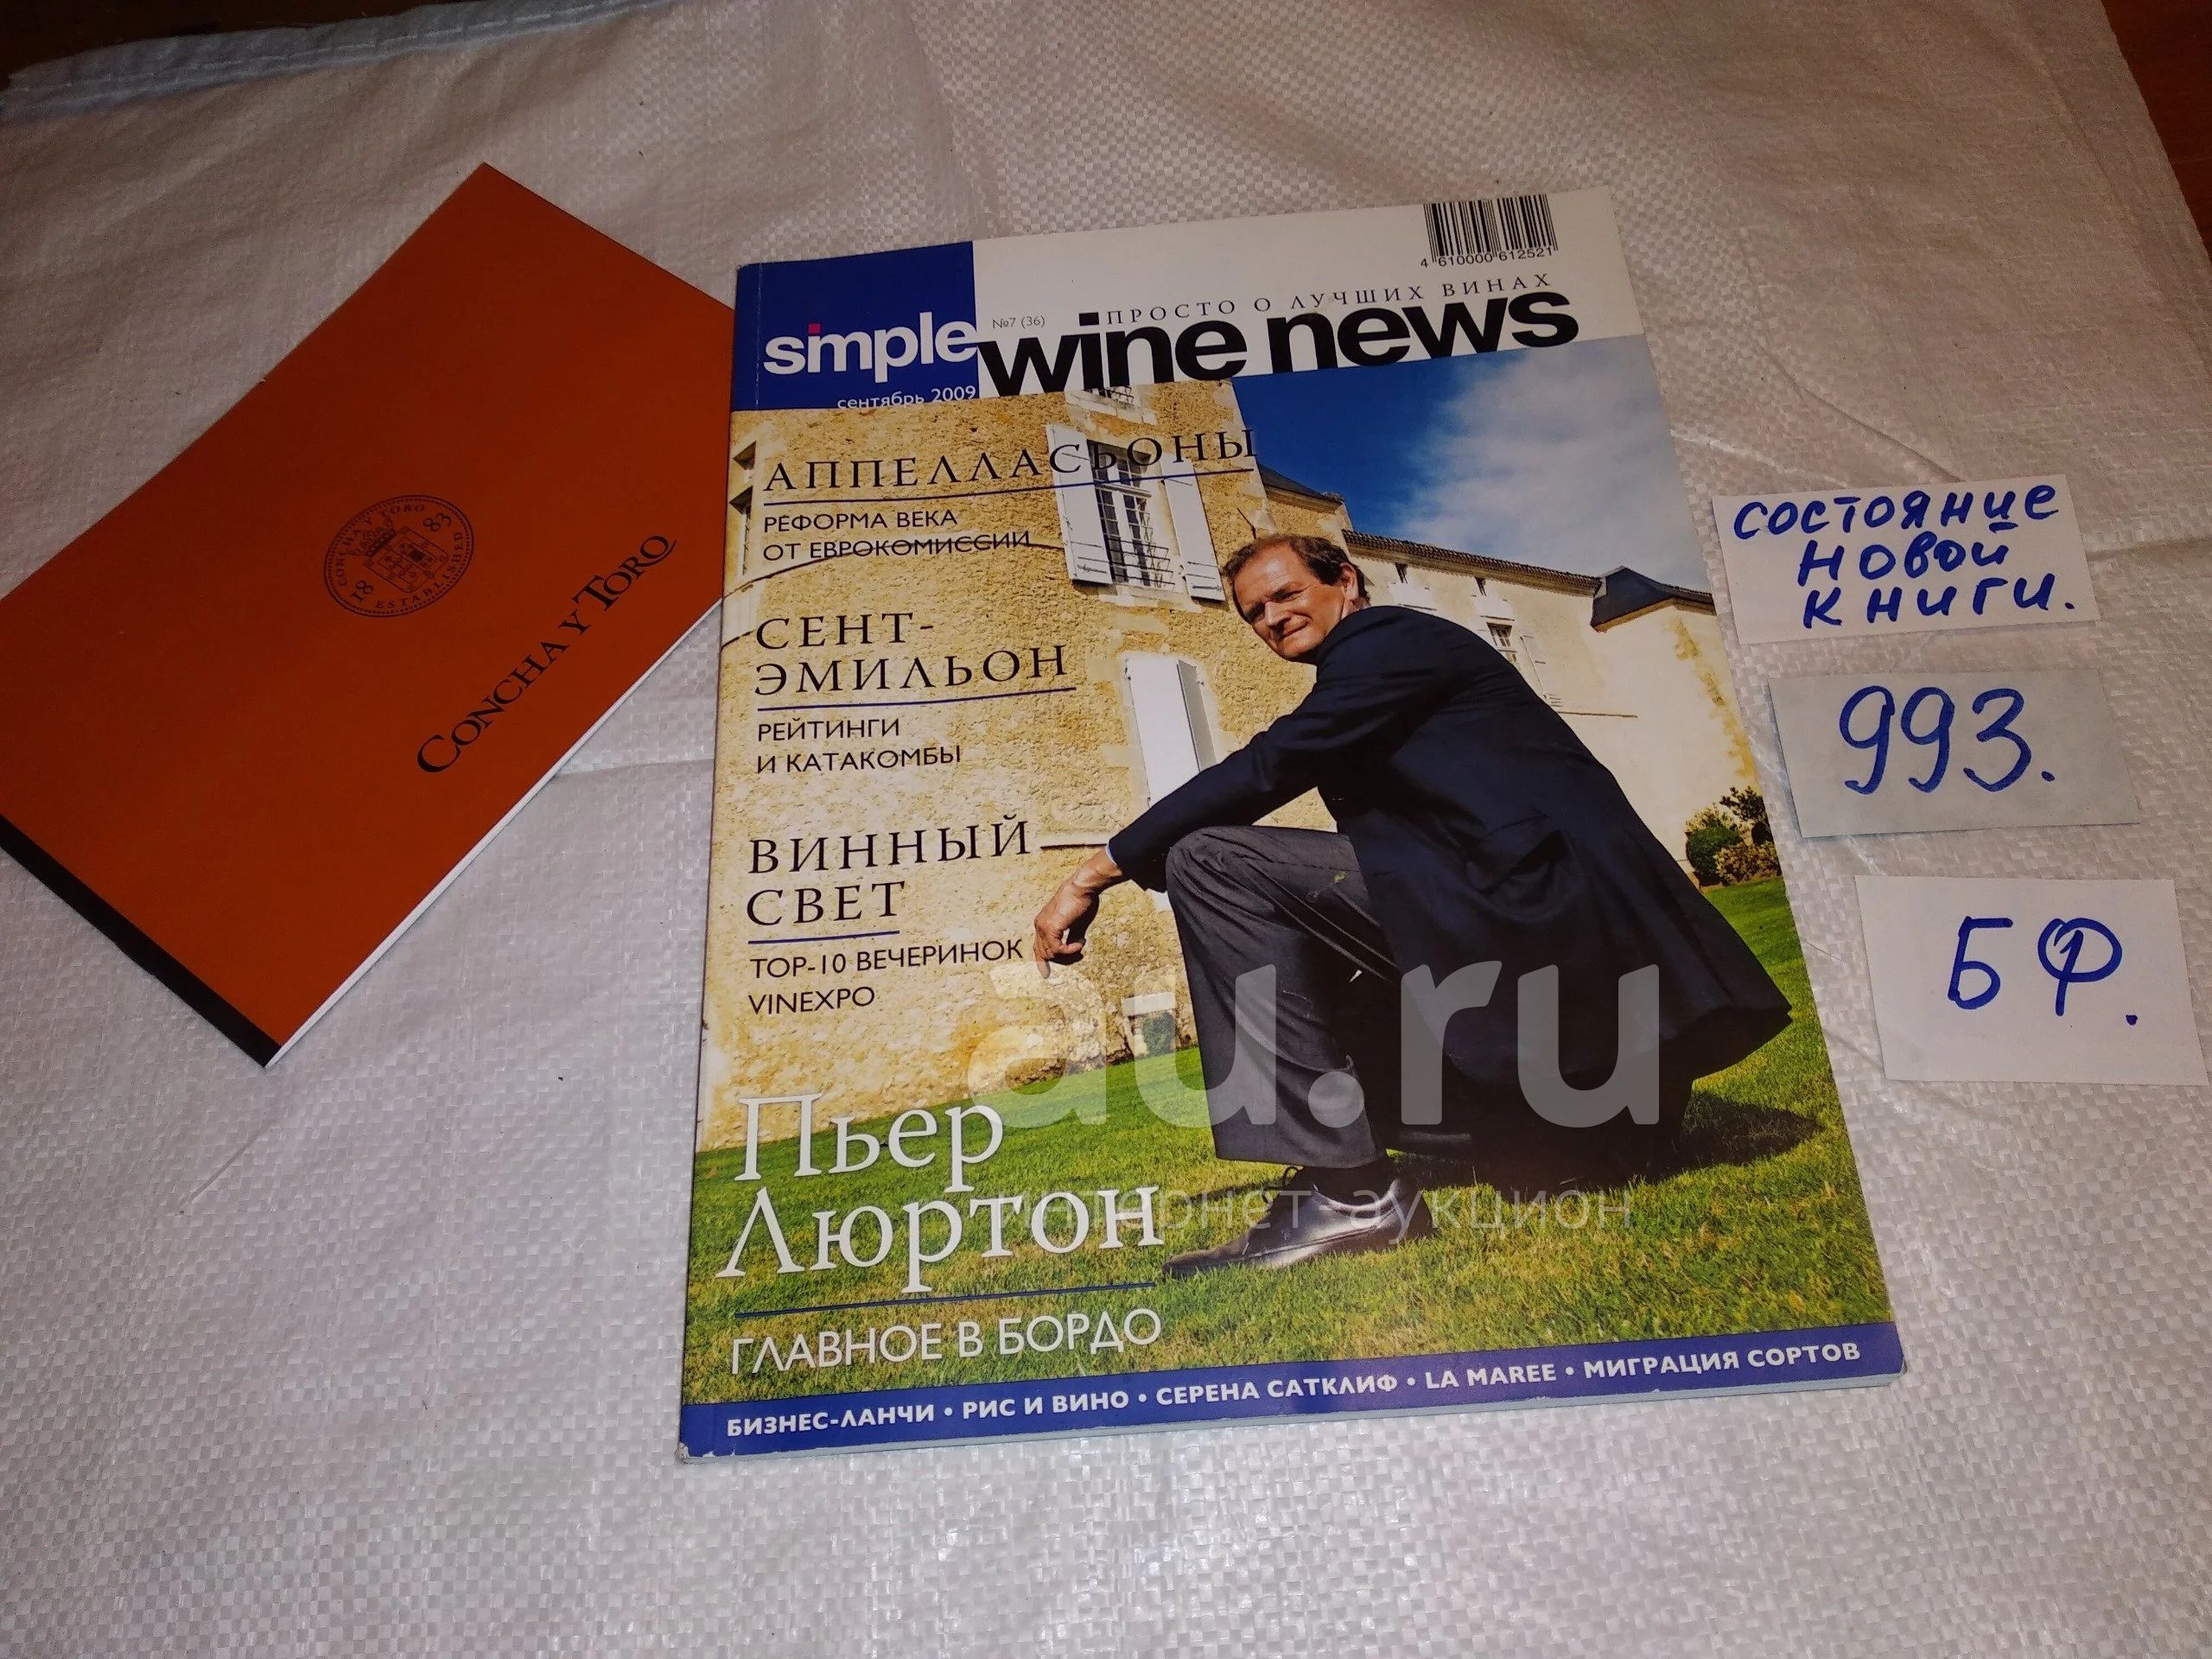 CONCHA Y TORO
18 83
ESTABLISHED
CONCHA Y TORO
4 610000 612521
ПРОСТО О ЛУЧШИХ ВИНАХ
simple
№7 (36)
wine news
сентябрь 2009
АППЕЛЛАСЬОНЫ
РЕФОРМА ВЕКА
ОТ ЕВРОКОМИССИИ
СЕНТ-
ЭМИЛЬОН
РЕЙТИНГИ
И КАТАКОМБЫ
ВИННЫЙ
СВЕТ
TOP-10 ВЕЧЕРИНОК
VINEXPO
Пьер
Люртон
ГЛАВНОЕ В БОРДО
БИЗНЕС-ЛАНЧИ • РИС И ВИНО • СЕРЕНА САТКЛИФ • LA MAREE • МИГРАЦИЯ СОРТОВ
состояние
новой
книги.
993.
БФ.
au.ru
интернет-аукцион